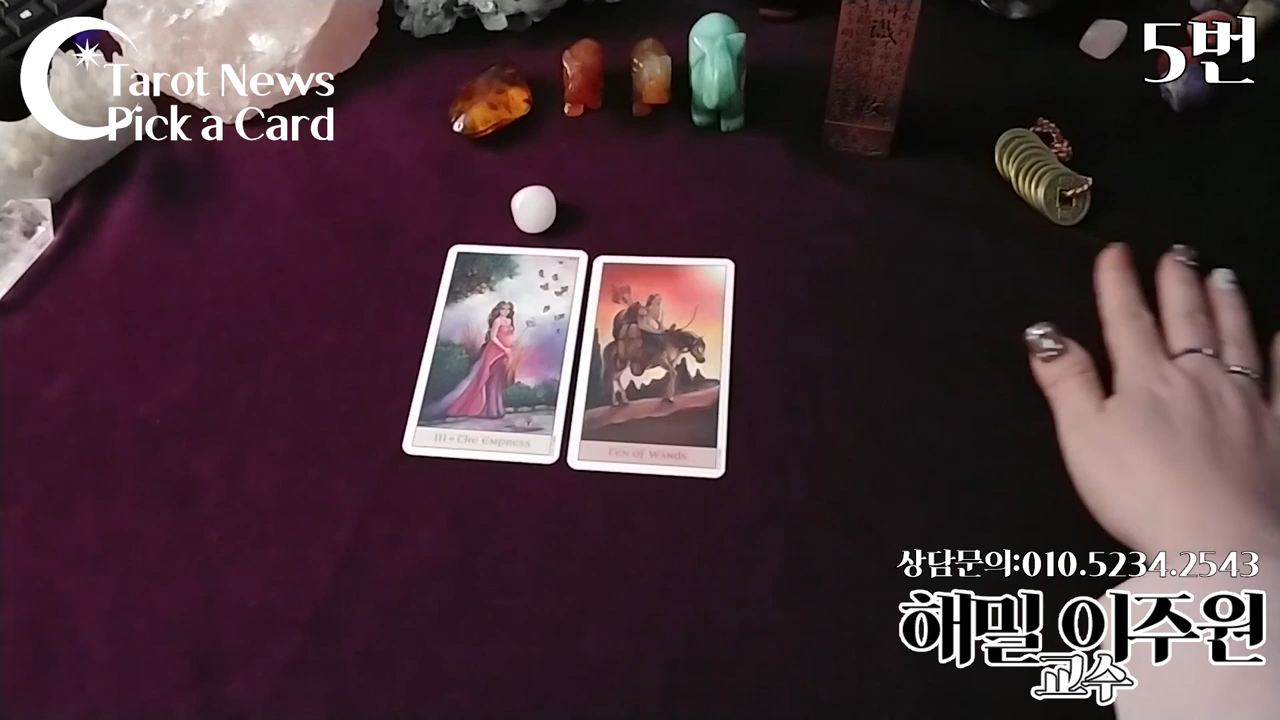 Tarot News
Pick a Card
5번
III - The Empress
Ten of Wands
상담문의:010.5234.2543
해밀 이주원
교수